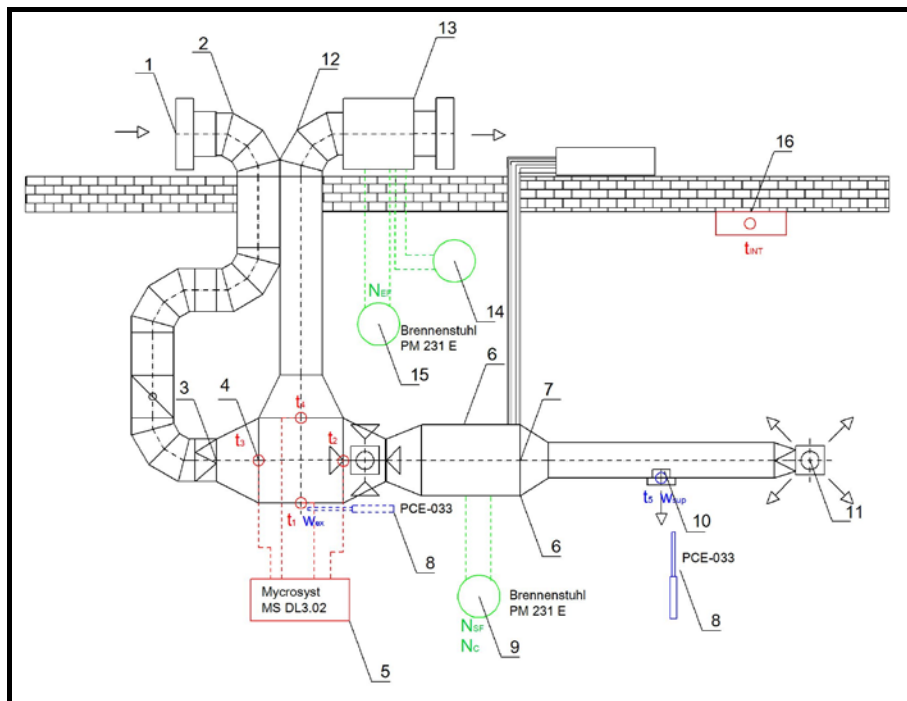 1
2
12
13
16
tINT
14
NEF
Brennenstuhl
PM 231 E
15
6
3
4
7
t4
t3
t2
11
t5
wsup
10
t1
wex
PCE-033
8
6
PCE-033
8
Mycrosyst
MS DL3.02
5
Brennenstuhl
PM 231 E
NSF
NC
9